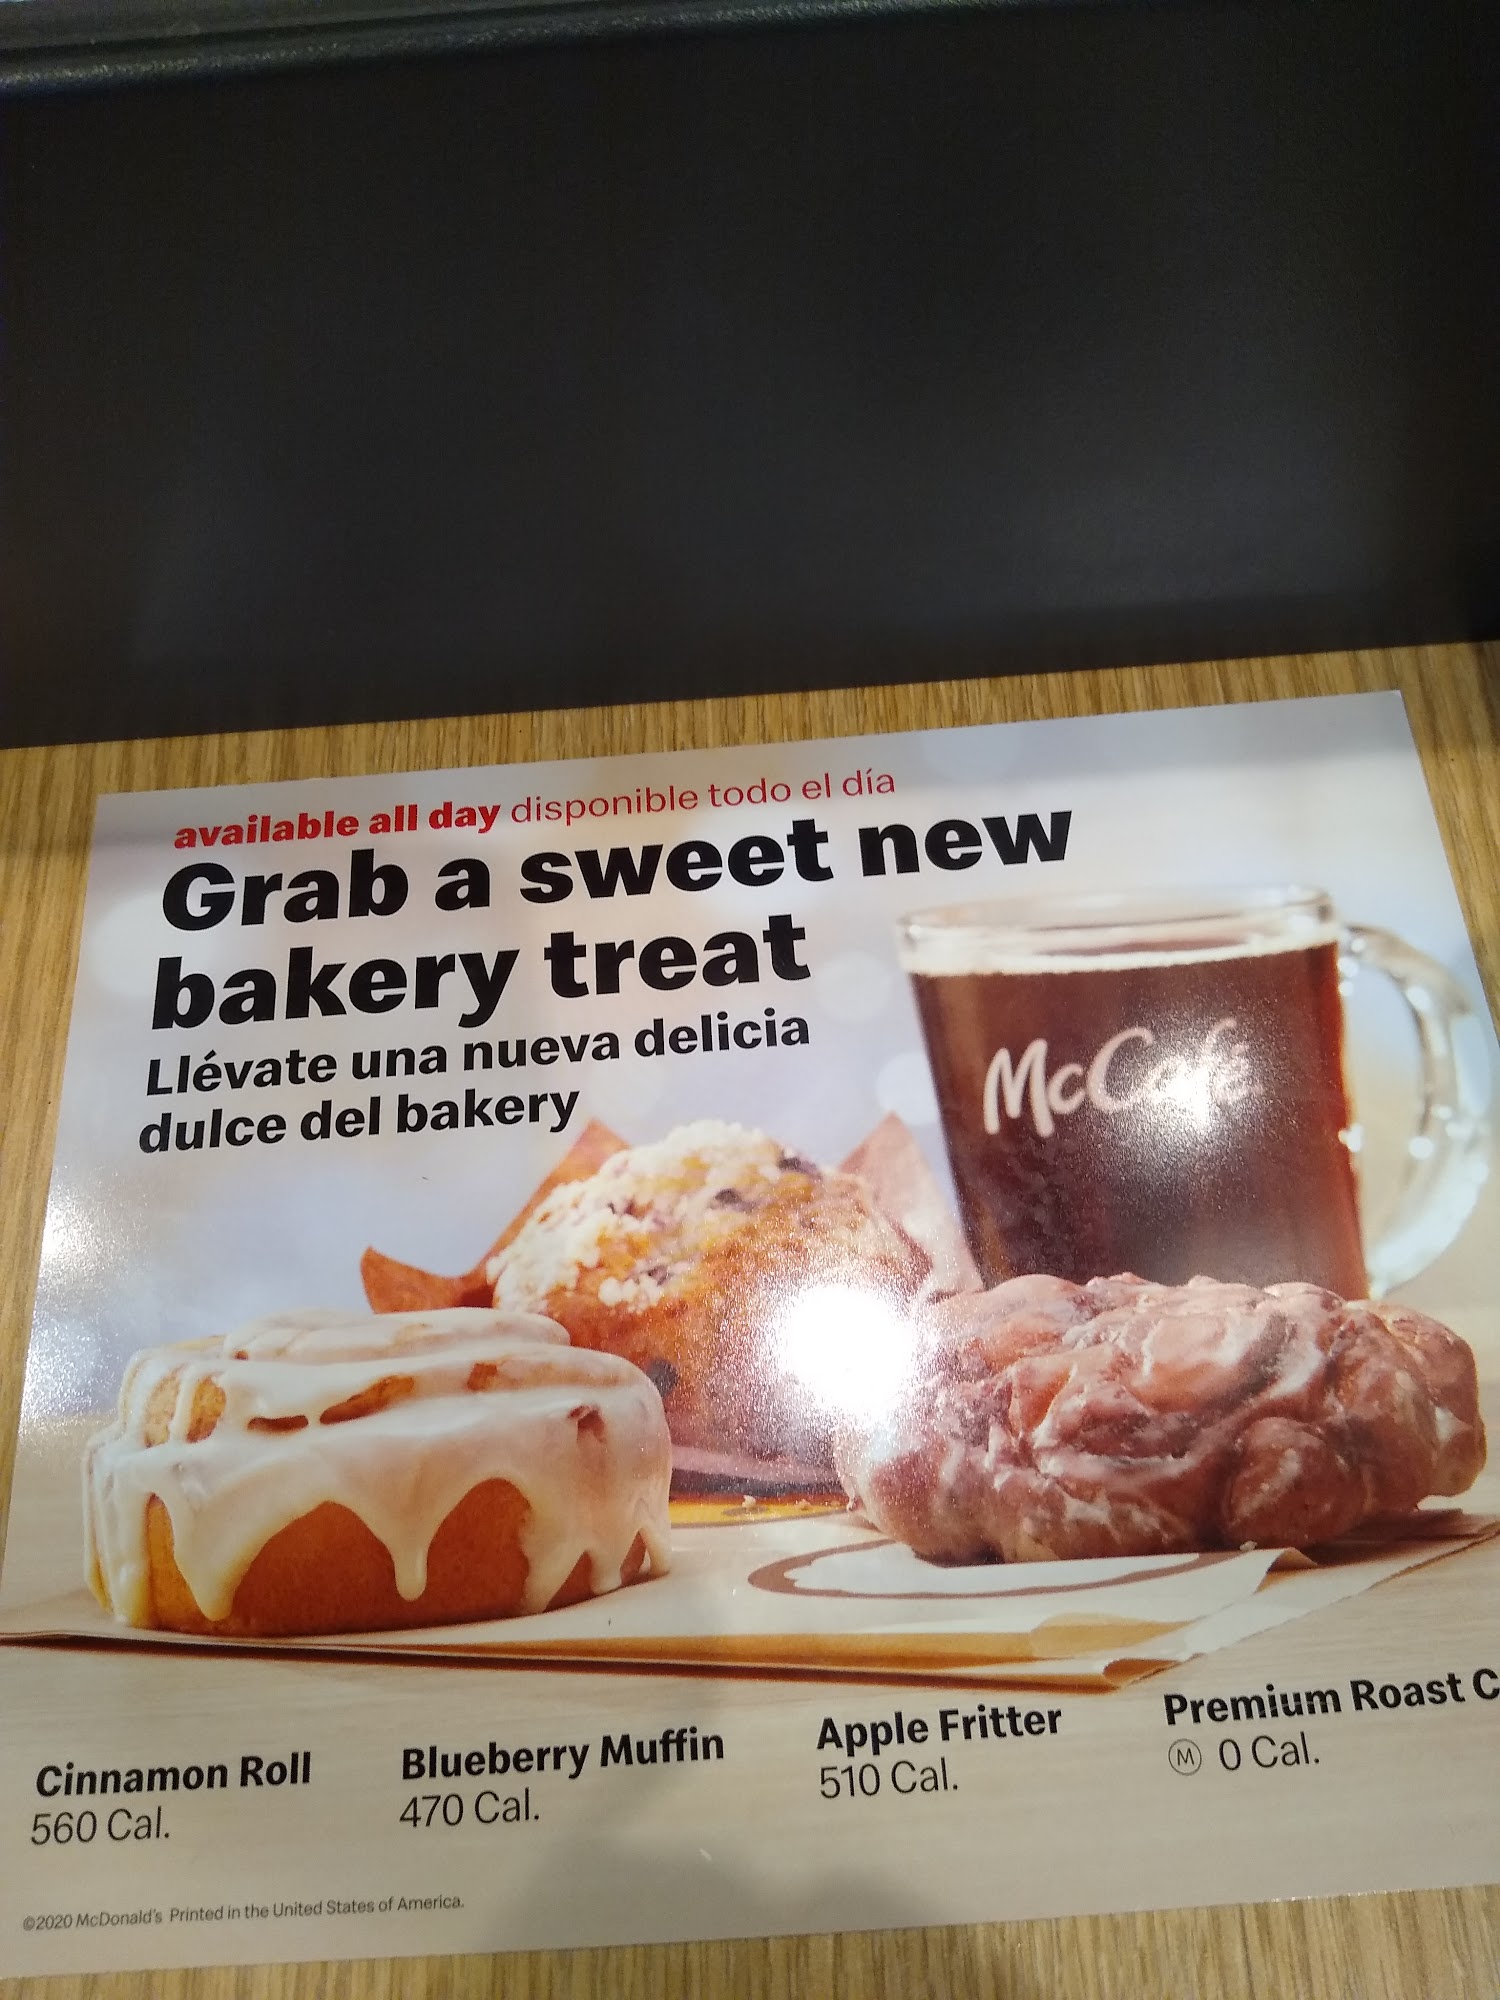 available all day disponible todo el día
Grab a sweet new
bakery treat
Llévate una nueva delicia
dulce del bakery
McCafé
Cinnamon Roll
560 Cal.
Blueberry Muffin
470 Cal.
Apple Fritter
510 Cal.
Premium Roast C
M 0 Cal.
©2020 McDonald's Printed in the United States of America.